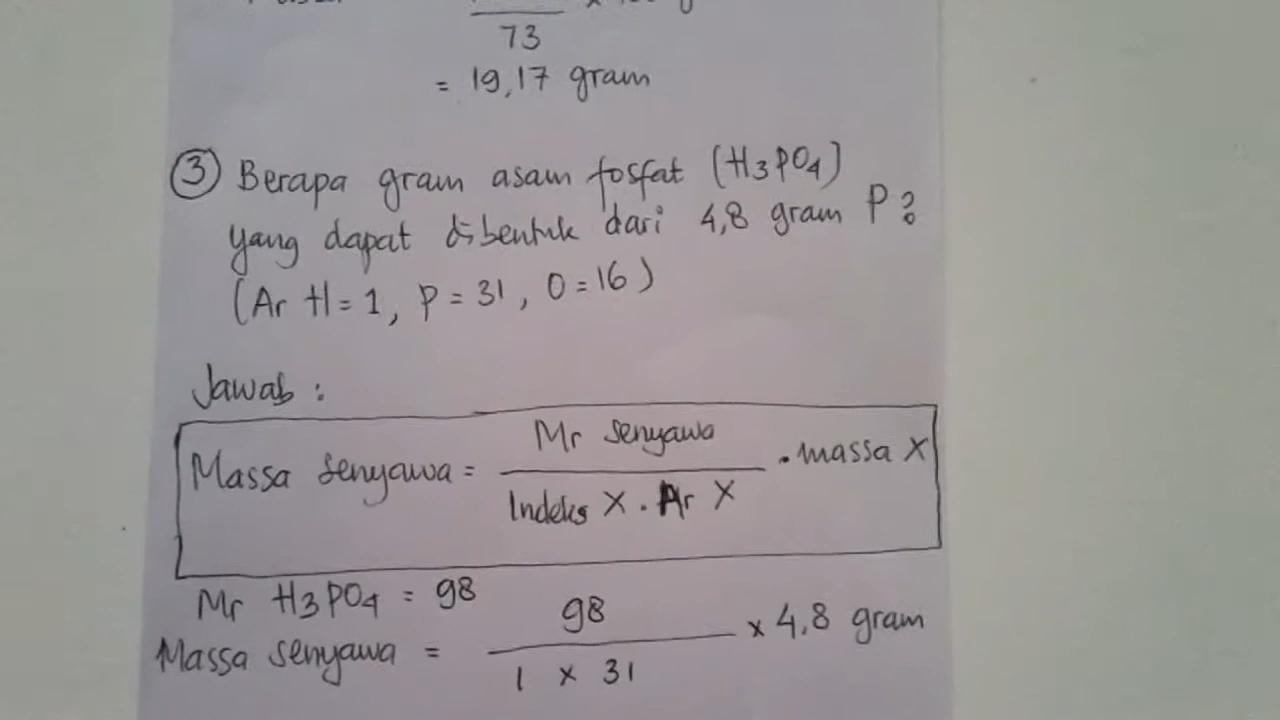 73
= 19,17 gram
③ Berapa gram asam fosfat (H3PO4)
yang dapat dibentuk dari 4,8 gram P?
(Ar H = 1, P = 31, O = 16)
Jawab :
Massa senyawa = Mr senyawa / Indeks X . Ar X . massa X
Mr H3PO4 = 98
Massa senyawa = 98 / 1 x 31 x 4,8 gram